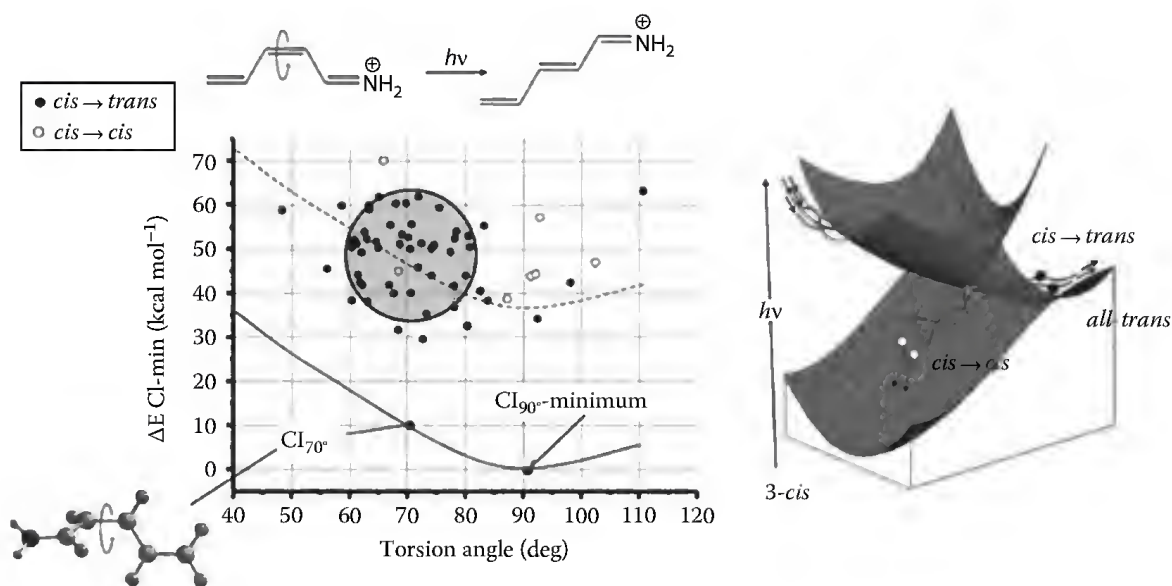 ⊕
NH2
hν
⊕
NH2
cis → trans
cis → cis
ΔE CI-min (kcal mol−1)
70
60
50
40
30
20
10
0
CI70°
CI90°-minimum
40 50 60 70 80 90 100 110 120
Torsion angle (deg)
hν
cis → trans
all trans
cis → cis
3-cis